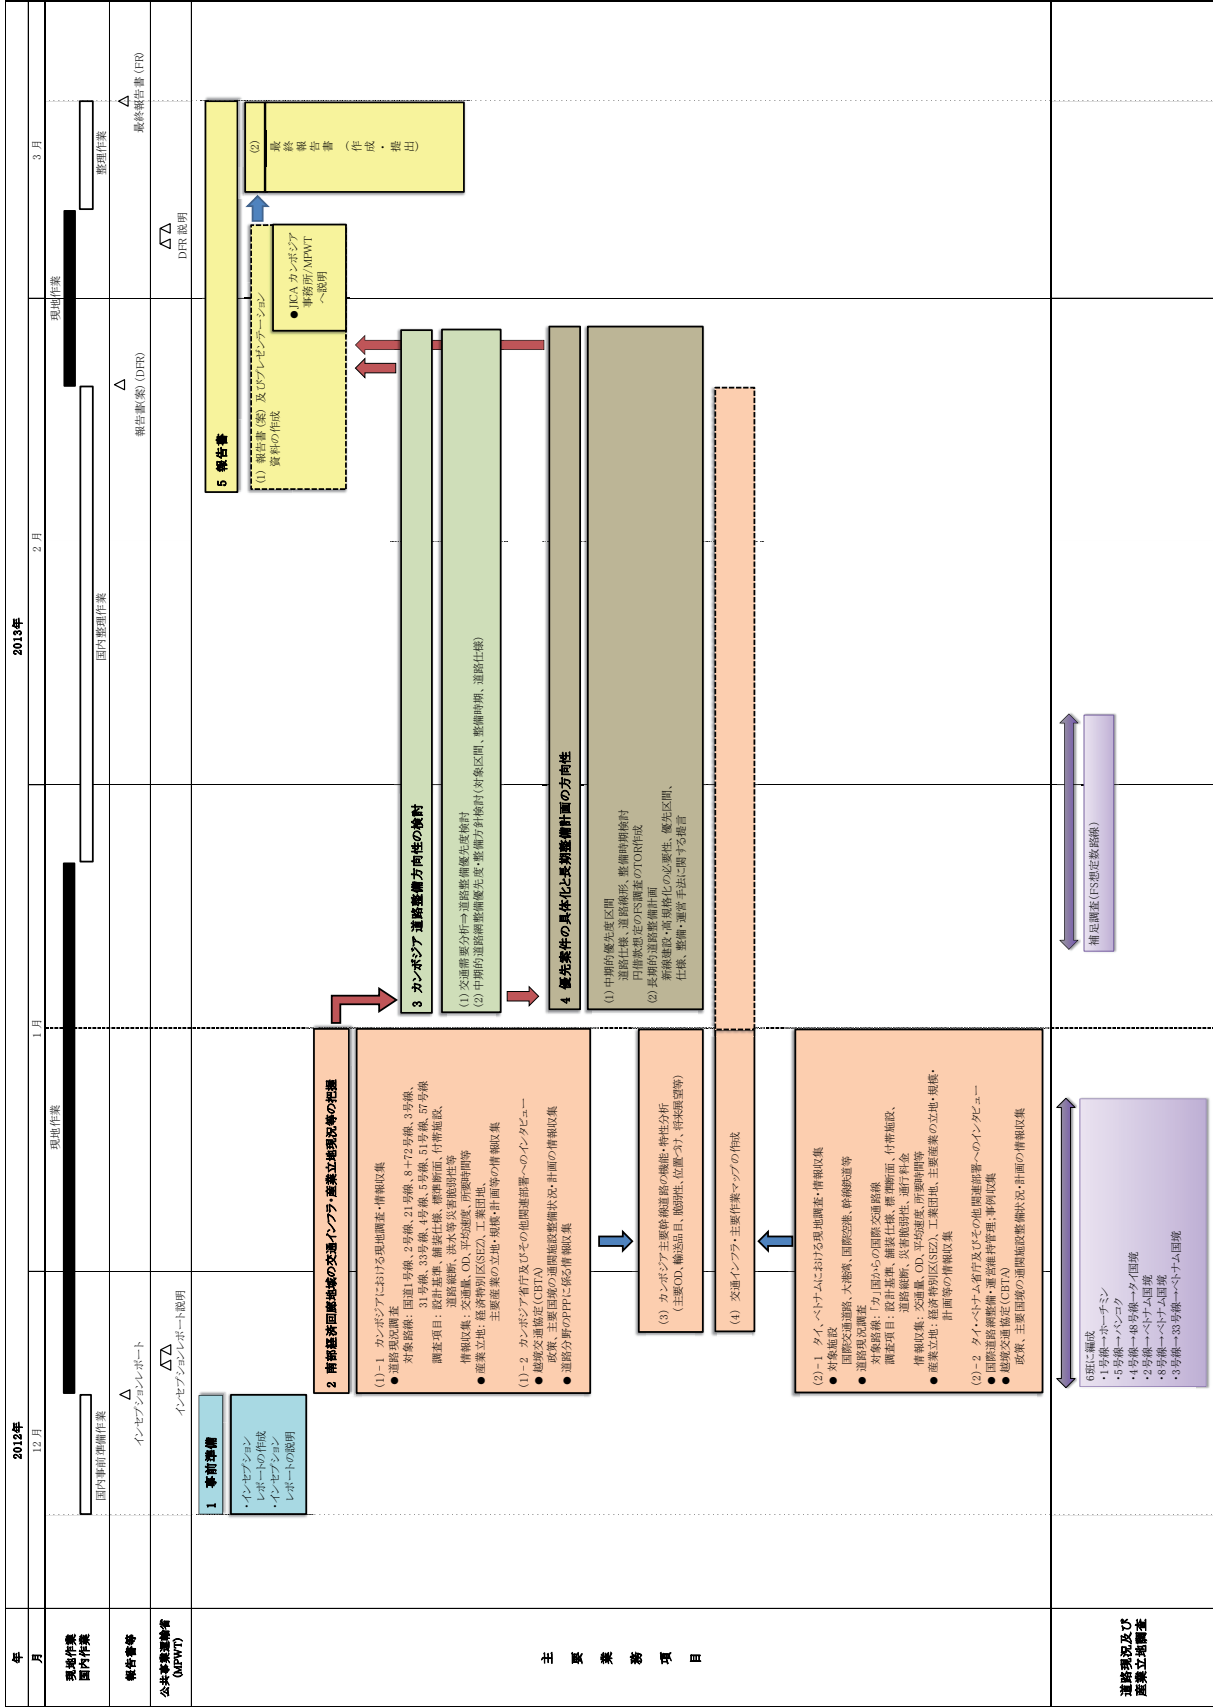 年
2012年
2013年
月
12月
1月
2月
3月
現地作業
国内作業
現地作業
現地作業
国内事前準備作業
国内整理作業
整理作業
報告書等
インセプションレポート
報告書(案)(DFR)
最終報告書(FR)
公共事業運輸省
(MPWT)
インセプションレポート説明
DFR 説明
主要業務項目
1 事前準備
・インセプション
レポートの作成
・インセプション
レポートの説明
2 南部経済回廊地域の交通インフラ・産業立地現況等の把握
(1)-1 カンボジアにおける現地調査・情報収集
●道路現況調査
対象路線:国道1号線、2号線、21号線、8+72号線、3号線、
31号線、33号線、4号線、5号線、51号線、57号線
調査項目:設計基準、舗装仕様、標準断面、付帯施設、
道路縦断、洪水等災害脆弱性等
情報収集:交通量、OD、平均速度、所要時間等
●産業立地:経済特別区(SEZ)、工業団地、
主要産業の立地・規模・計画等の情報収集
(1)-2 カンボジア省庁及びその他関連部署へのインタビュー
●越境交通協定(CBTA)
政策、主要国境の通関施設整備状況・計画の情報収集
●道路分野のPPPに係る情報収集
(3) カンボジア主要幹線道路の機能・特性分析
(主要OD、輸送品目、脆弱性、位置づけ、将来展望等)
(4) 交通インフラ・主要作業マップの作成
(2)-1 タイ、ベトナムにおける現地調査・情報収集
●対象施設
国際交通道路、大港湾、国際空港、幹線鉄道等
●道路現況調査
対象路線:「カ」国からの国際交通路線
調査項目:設計基準、舗装仕様、標準断面、付帯施設、
道路縦断、災害脆弱性、通行料金
情報収集:交通量、OD、平均速度、所要時間等
●産業立地:経済特別区(SEZ)、工業団地、主要産業の立地・規模・
計画等の情報収集
(2)-2 タイ・ベトナム省庁及びその他関連部署へのインタビュー
●国際道路網整備・運営維持管理:事例収集
●越境交通協定(CBTA)
政策、主要国境の通関施設整備状況・計画の情報収集
3 カンボジア道路整備方向性の検討
(1)交通需要分析⇒道路整備優先度検討
(2)中期的道路網整備優先度・整備方針検討(対象区間、整備時期、道路仕様)
4 優先案件の具体化と長期整備計画の方向性
(1)中期的優先度区間
道路仕様、道路線形、整備時期検討
円借款想定のFS調査のTOR作成
(2)長期的道路整備計画
新線建設・高規格化の必要性、優先区間、
仕様、整備・運営手法に関する提言
5 報告書
(1) 報告書(案) 及びプレゼンテーション
資料の作成
●JICA カンボジア
事務所/MPWT
へ説明
(2)
最終報告書(作成・提出)
道路現況及び
産業立地調査
6班に編成
・1号線→ホーチミン
・5号線→バンコク
・4号線→48号線→タイ国境
・2号線→ベトナム国境
・8号線→ベトナム国境
・3号線→33号線→ベトナム国境
補足調査(FS想定数路線)